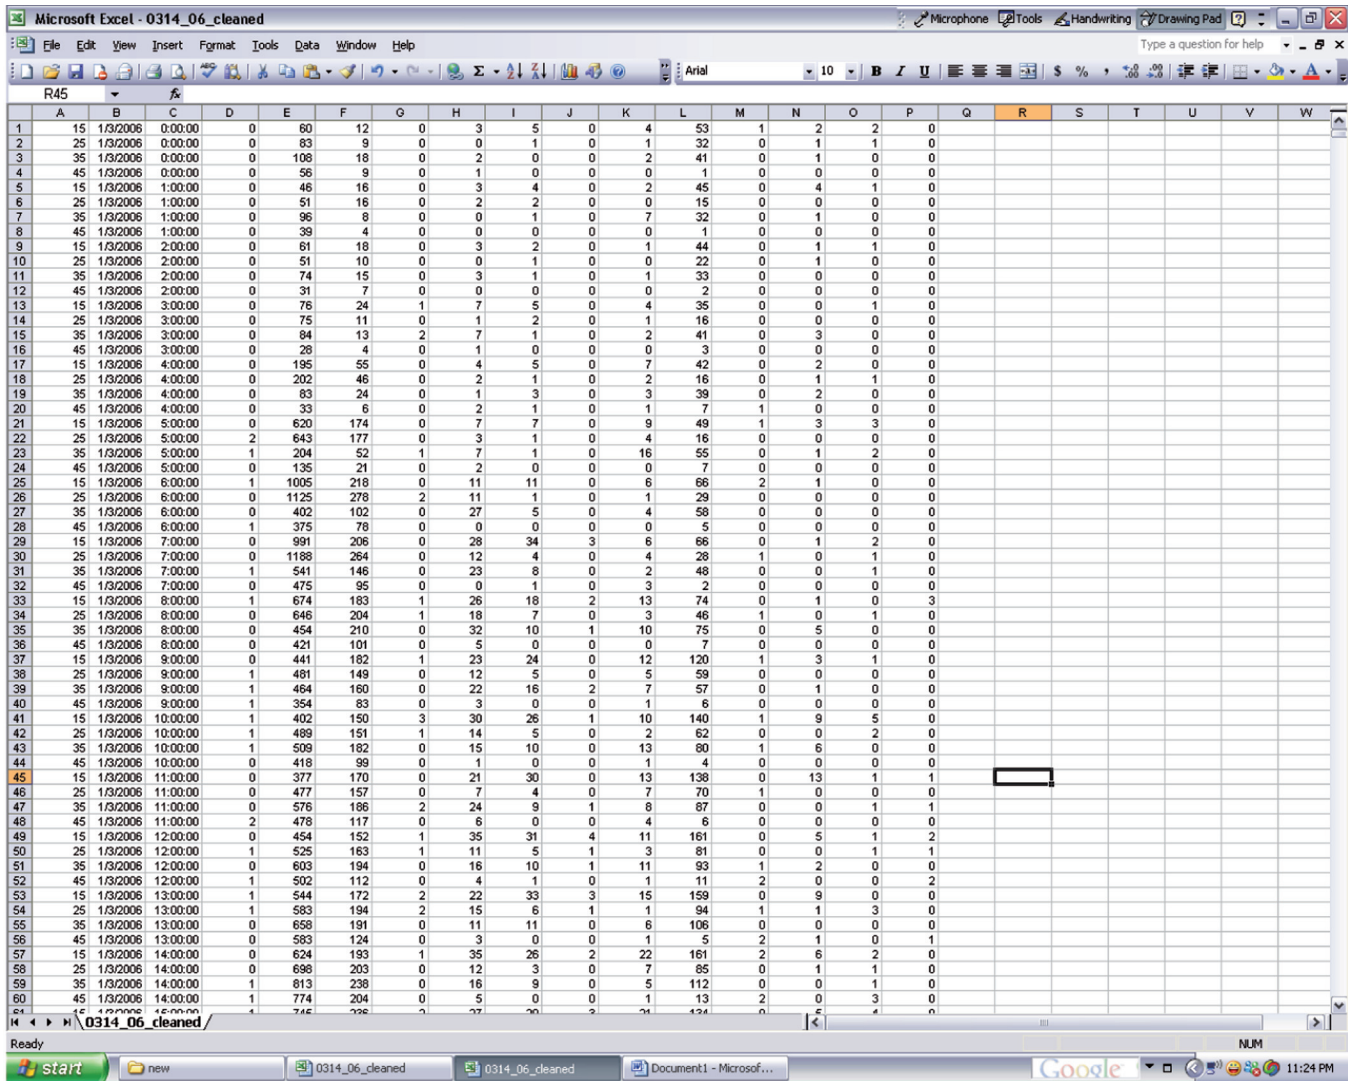 Microsoft Excel - 0314_06_cleaned Microphone Tools Handwriting Drawing Pad
File Edit View Insert Format Tools Data Window Help Type a question for help
Arial 10 B I U $ % ,
R45 fx
A B C D E F G H I J K L M N O P Q R S T U V W
1 15 1/3/2006 0:00:00 0 60 12 0 3 5 0 4 53 1 2 2 0
2 25 1/3/2006 0:00:00 0 83 9 0 0 1 0 1 32 0 1 1 0
3 35 1/3/2006 0:00:00 0 108 18 0 2 0 0 2 41 0 1 0 0
4 45 1/3/2006 0:00:00 0 56 9 0 1 0 0 0 1 0 0 0 0
5 15 1/3/2006 1:00:00 0 46 16 0 3 4 0 2 45 0 4 1 0
6 25 1/3/2006 1:00:00 0 51 16 0 2 2 0 0 15 0 0 0 0
7 35 1/3/2006 1:00:00 0 96 8 0 0 1 0 7 32 0 1 0 0
8 45 1/3/2006 1:00:00 0 39 4 0 0 0 0 0 1 0 0 0 0
9 15 1/3/2006 2:00:00 0 61 18 0 3 2 0 1 44 0 1 1 0
10 25 1/3/2006 2:00:00 0 51 10 0 0 1 0 0 22 0 1 0 0
11 35 1/3/2006 2:00:00 0 74 15 0 3 1 0 1 33 0 0 0 0
12 45 1/3/2006 2:00:00 0 31 7 0 0 0 0 0 2 0 0 0 0
13 15 1/3/2006 3:00:00 0 76 24 1 7 5 0 4 35 0 0 1 0
14 25 1/3/2006 3:00:00 0 75 11 0 1 2 0 1 16 0 0 0 0
15 35 1/3/2006 3:00:00 0 84 13 2 7 1 0 2 41 0 3 0 0
16 45 1/3/2006 3:00:00 0 28 4 0 1 0 0 0 3 0 0 0 0
17 15 1/3/2006 4:00:00 0 195 55 0 4 5 0 7 42 0 2 0 0
18 25 1/3/2006 4:00:00 0 202 46 0 2 1 0 2 16 0 1 1 0
19 35 1/3/2006 4:00:00 0 83 24 0 1 3 0 3 39 0 2 0 0
20 45 1/3/2006 4:00:00 0 33 6 0 2 1 0 1 7 1 0 0 0
21 15 1/3/2006 5:00:00 0 620 174 0 7 7 0 9 49 1 3 3 0
22 25 1/3/2006 5:00:00 2 643 177 0 3 1 0 4 16 0 0 0 0
23 35 1/3/2006 5:00:00 1 204 52 1 7 1 0 16 55 0 1 2 0
24 45 1/3/2006 5:00:00 0 135 21 0 2 0 0 0 7 0 0 0 0
25 15 1/3/2006 6:00:00 1 1005 218 0 11 11 0 6 66 2 1 0 0
26 25 1/3/2006 6:00:00 0 1125 278 2 11 1 0 1 29 0 0 0 0
27 35 1/3/2006 6:00:00 0 402 102 0 27 5 0 4 58 0 0 0 0
28 45 1/3/2006 6:00:00 1 375 78 0 0 0 0 0 5 0 0 0 0
29 15 1/3/2006 7:00:00 0 991 206 0 28 34 3 6 66 0 1 2 0
30 25 1/3/2006 7:00:00 0 1188 264 0 12 4 0 4 28 1 0 1 0
31 35 1/3/2006 7:00:00 1 541 146 0 23 8 0 2 48 0 0 1 0
32 45 1/3/2006 7:00:00 0 475 95 0 0 1 0 3 2 0 0 0 0
33 15 1/3/2006 8:00:00 1 674 183 1 26 18 2 13 74 0 1 0 3
34 25 1/3/2006 8:00:00 0 646 204 1 18 7 0 3 46 1 0 1 0
35 35 1/3/2006 8:00:00 0 454 210 0 32 10 1 10 75 0 5 0 0
36 45 1/3/2006 8:00:00 0 421 101 0 5 0 0 0 7 0 0 0 0
37 15 1/3/2006 9:00:00 0 441 182 1 23 24 0 12 120 1 3 1 0
38 25 1/3/2006 9:00:00 1 481 149 0 12 5 0 5 59 0 0 0 0
39 35 1/3/2006 9:00:00 1 464 160 0 22 16 2 7 57 0 1 0 0
40 45 1/3/2006 9:00:00 1 354 83 0 3 0 0 1 6 0 0 0 0
41 15 1/3/2006 10:00:00 1 402 150 3 30 26 1 10 140 1 9 5 0
42 25 1/3/2006 10:00:00 1 489 151 1 14 5 0 2 62 0 0 2 0
43 35 1/3/2006 10:00:00 1 509 182 0 15 10 0 13 80 1 6 0 0
44 45 1/3/2006 10:00:00 0 418 99 0 1 0 0 1 4 0 0 0 0
45 15 1/3/2006 11:00:00 0 377 170 0 21 30 0 13 138 0 13 1 1
46 25 1/3/2006 11:00:00 0 477 157 0 7 4 0 7 70 1 0 0 0
47 35 1/3/2006 11:00:00 0 576 186 2 24 9 1 8 87 0 0 1 1
48 45 1/3/2006 11:00:00 2 478 117 0 6 0 0 4 6 0 0 0 0
49 15 1/3/2006 12:00:00 0 454 152 1 35 31 4 11 161 0 5 1 2
50 25 1/3/2006 12:00:00 1 525 163 1 11 5 1 3 81 0 0 1 1
51 35 1/3/2006 12:00:00 0 603 194 0 16 10 1 11 93 1 2 0 0
52 45 1/3/2006 12:00:00 1 502 112 0 4 1 0 1 11 2 0 0 2
53 15 1/3/2006 13:00:00 1 544 172 2 22 33 3 15 159 0 9 0 0
54 25 1/3/2006 13:00:00 1 583 194 2 15 6 1 1 94 1 1 3 0
55 35 1/3/2006 13:00:00 0 658 191 0 11 11 0 6 106 0 0 0 0
56 45 1/3/2006 13:00:00 0 583 124 0 3 0 0 1 5 2 1 0 1
57 15 1/3/2006 14:00:00 0 624 193 1 35 26 2 22 161 2 6 2 0
58 25 1/3/2006 14:00:00 0 698 203 0 12 3 0 7 85 0 1 1 0
59 35 1/3/2006 14:00:00 1 813 238 0 16 9 0 5 112 0 0 1 0
60 45 1/3/2006 14:00:00 1 774 204 0 5 0 0 1 13 2 0 3 0
0314_06_cleaned
Ready NUM
start new 0314_06_cleaned 0314_06_cleaned Document1 - Microsof... Google 11:24 PM